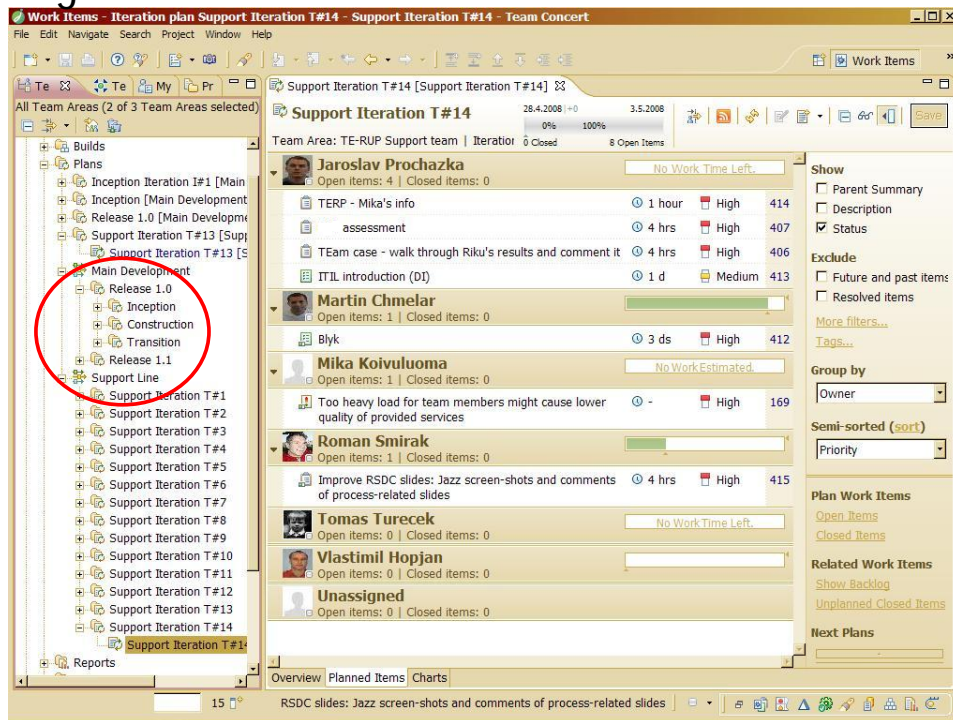 Work Items - Iteration plan Support Iteration T#14 - Support Iteration T#14 - Team Concert
File Edit Navigate Search Project Window Help
Work Items
Te Te My Pr
All Team Areas (2 of 3 Team Areas selected)
Builds
Plans
Inception Iteration I#1 [Main
Inception [Main Development
Release 1.0 [Main Developme
Support Iteration T#13 [Supp
Support Iteration T#13 [S
Main Development
Release 1.0
Inception
Construction
Transition
Release 1.1
Support Line
Support Iteration T#1
Support Iteration T#2
Support Iteration T#3
Support Iteration T#4
Support Iteration T#5
Support Iteration T#6
Support Iteration T#7
Support Iteration T#8
Support Iteration T#9
Support Iteration T#10
Support Iteration T#11
Support Iteration T#12
Support Iteration T#13
Support Iteration T#14
Support Iteration T#14
Reports
Support Iteration T#14 [Support Iteration T#14]
Support Iteration T#14
28.4.2008 +0 3.5.2008
0% 100%
Team Area: TE-RUP Support team | Iteration 0 Closed 8 Open Items
Save
Jaroslav Prochazka No Work Time Left.
Open items: 4 | Closed items: 0
TERP - Mika's info 1 hour High 414
assessment 4 hrs High 407
TEam case - walk through Riku's results and comment it 4 hrs High 406
ITIL introduction (DI) 1 d Medium 413
Martin Chmelar
Open items: 1 | Closed items: 0
Blyk 3 ds High 412
Mika Koivuluoma No Work Estimated.
Open items: 1 | Closed items: 0
Too heavy load for team members might cause lower - High 169
quality of provided services
Roman Smirak
Open items: 1 | Closed items: 0
Improve RSDC slides: Jazz screen-shots and comments 4 hrs High 415
of process-related slides
Tomas Turecek No Work Time Left.
Open items: 0 | Closed items: 0
Vlastimil Hopjan
Open items: 0 | Closed items: 0
Unassigned
Open items: 0 | Closed items: 0
Overview Planned Items Charts
Show
Parent Summary
Description
Status
Exclude
Future and past items
Resolved items
More filters...
Tags...
Group by
Owner
Semi-sorted (sort)
Priority
Plan Work Items
Open Items
Closed Items
Related Work Items
Show Backlog
Unplanned Closed Items
Next Plans
-
15 RSDC slides: Jazz screen-shots and comments of process-related slides